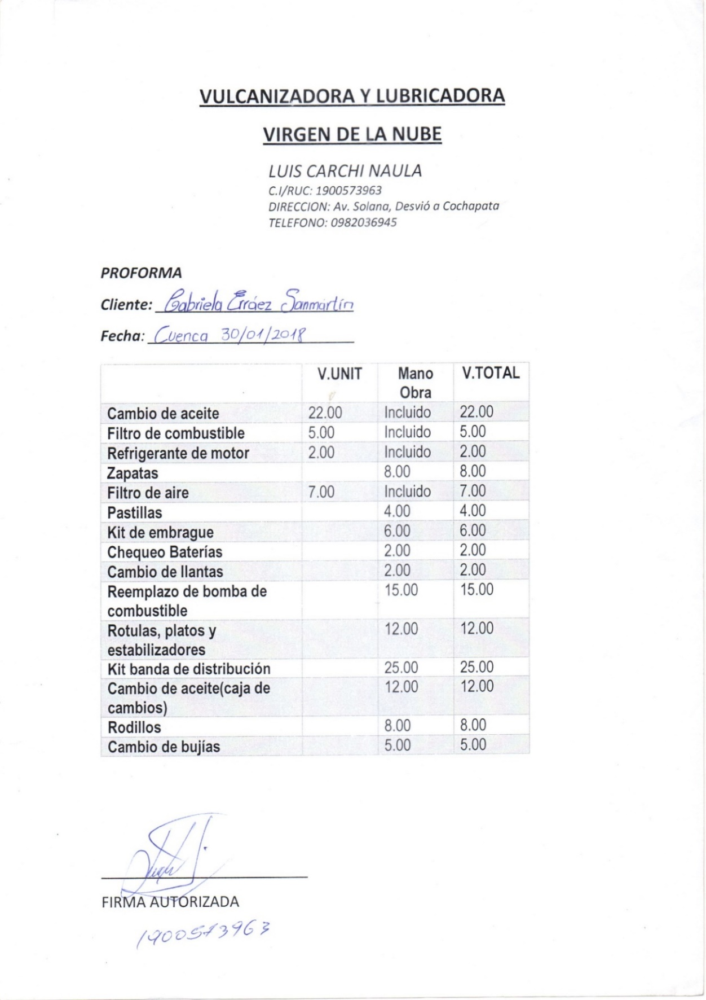 VULCANIZADORA Y LUBRICADORA
VIRGEN DE LA NUBE
LUIS CARCHI NAULA
C.I/RUC: 1900573963
DIRECCION: Av. Solana, Desvió a Cochapata
TELEFONO: 0982036945
PROFORMA
Cliente: Gabriela Erráez Sanmartín
Fecha: Cuenca 30/01/2018
V.UNIT Mano V.TOTAL
Obra
Cambio de aceite 22.00 Incluido 22.00
Filtro de combustible 5.00 Incluido 5.00
Refrigerante de motor 2.00 Incluido 2.00
Zapatas 8.00 8.00
Filtro de aire 7.00 Incluido 7.00
Pastillas 4.00 4.00
Kit de embrague 6.00 6.00
Chequeo Baterías 2.00 2.00
Cambio de llantas 2.00 2.00
Reemplazo de bomba de 15.00 15.00
combustible
Rotulas, platos y 12.00 12.00
estabilizadores
Kit banda de distribución 25.00 25.00
Cambio de aceite(caja de 12.00 12.00
cambios)
Rodillos 8.00 8.00
Cambio de bujías 5.00 5.00
FIRMA AUTORIZADA
1900573963